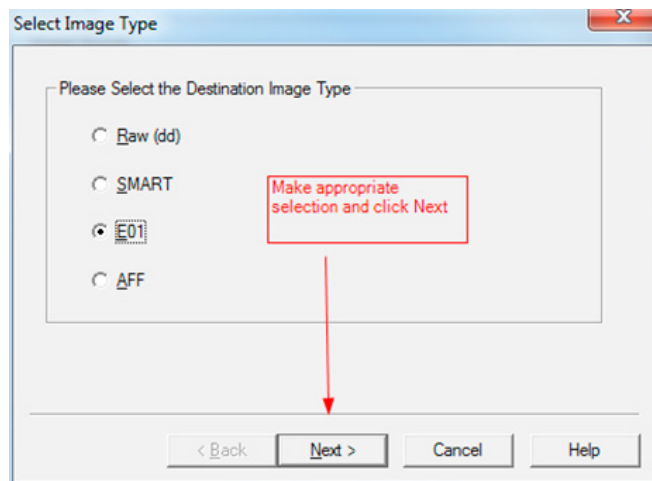 Select Image Type
Please Select the Destination Image Type
Raw (dd)
SMART
Make appropriate
selection and click Next
E01
AFF
< Back
Next >
Cancel
Help